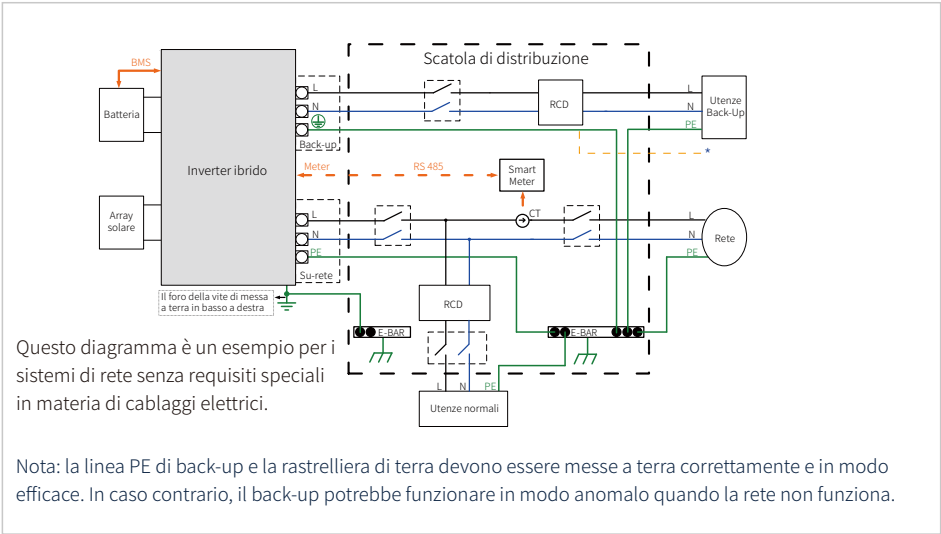 Scatola di distribuzione
BMS
L
N
Back-up
Batteria
Inverter ibrido
RCD
L
N
PE
Utenze
Back-Up
*
Meter
RS 485
Smart
Meter
CT
Array
solare
L
N
PE
Su-rete
L
N
PE
Rete
Il foro della vite di messa
a terra in basso a destra
RCD
E-BAR
E-BAR
L
N
PE
Utenze normali
Questo diagramma è un esempio per i
sistemi di rete senza requisiti speciali
in materia di cablaggi elettrici.
Nota: la linea PE di back-up e la rastrelliera di terra devono essere messe a terra correttamente e in modo
efficace. In caso contrario, il back-up potrebbe funzionare in modo anomalo quando la rete non funziona.